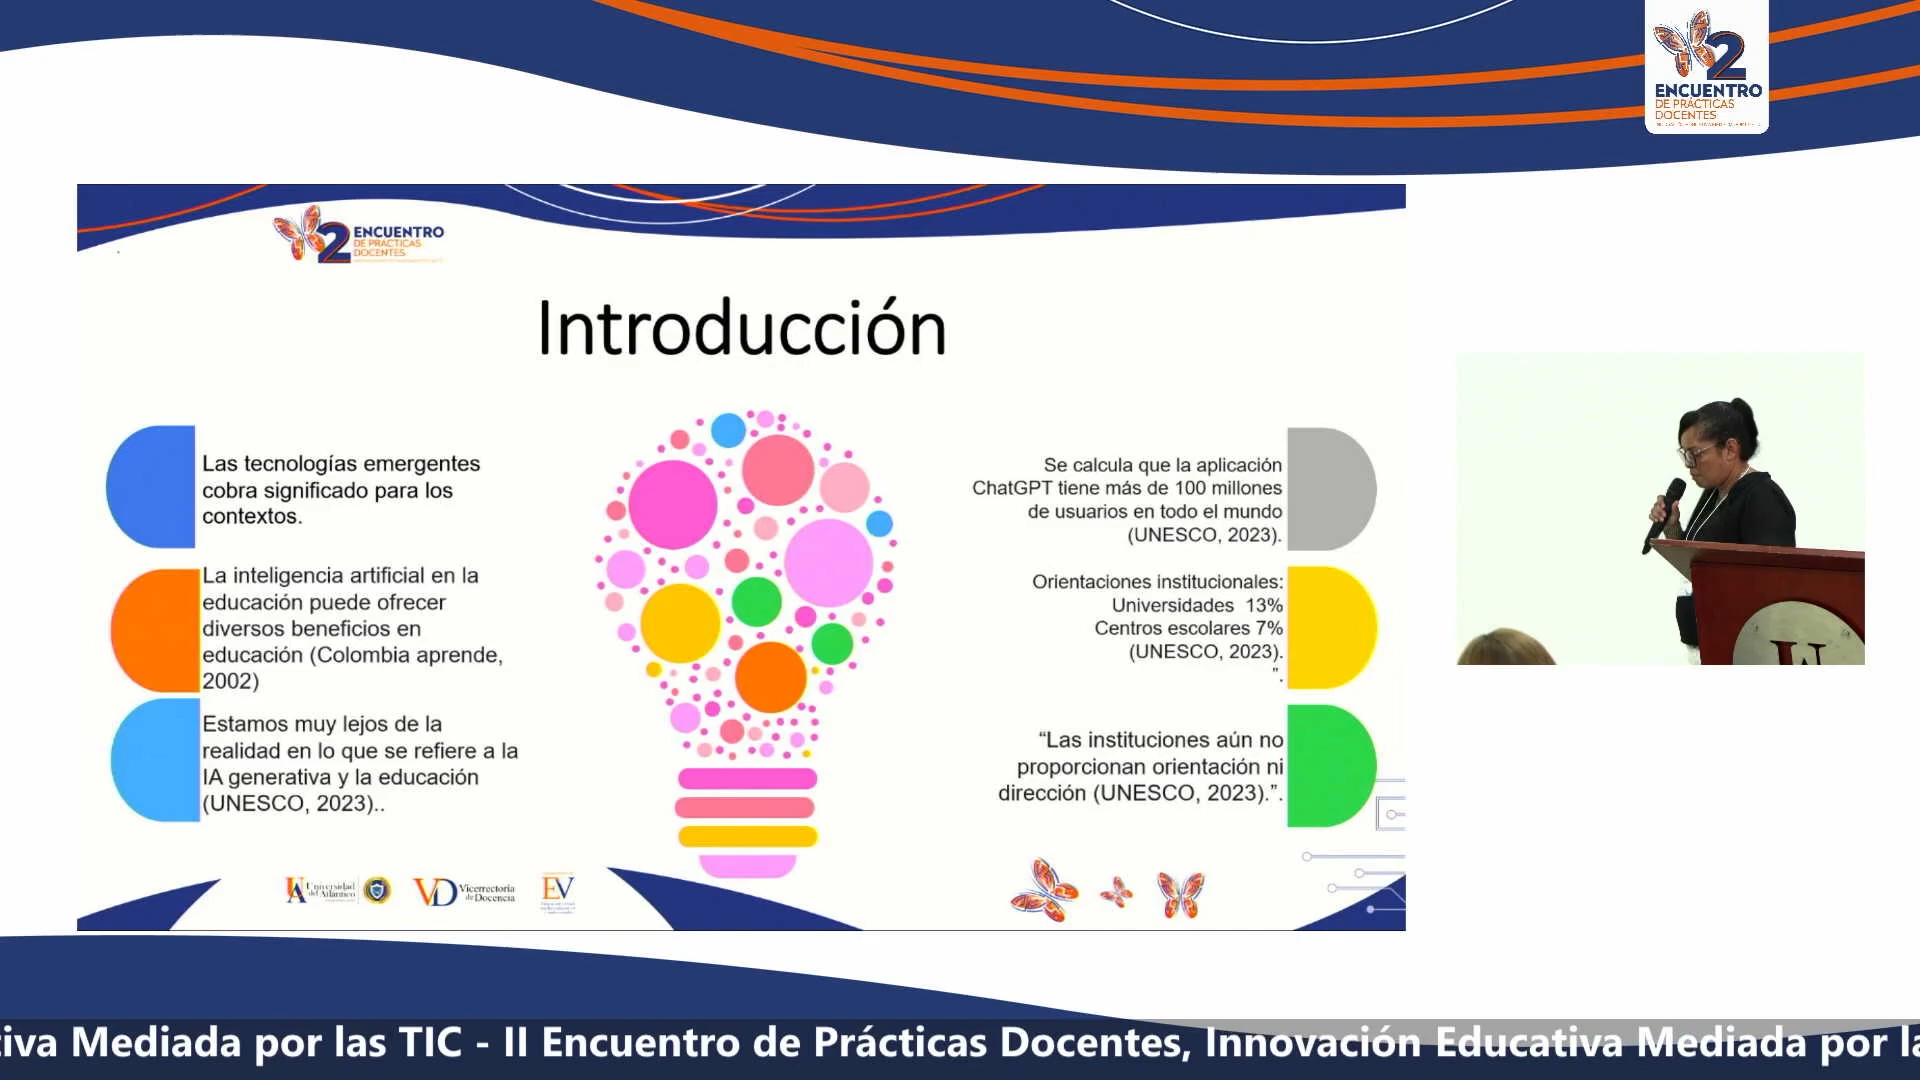 2
ENCUENTRO
DE PRÁCTICAS
DOCENTES
2
ENCUENTRO
DE PRÁCTICAS
DOCENTES
Introducción
Las tecnologías emergentes
cobra significado para los
contextos.
La inteligencia artificial en la
educación puede ofrecer
diversos beneficios en
educación (Colombia aprende,
2002)
Estamos muy lejos de la
realidad en lo que se refiere a la
IA generativa y la educación
(UNESCO, 2023)..
Se calcula que la aplicación
ChatGPT tiene más de 100 millones
de usuarios en todo el mundo
(UNESCO, 2023).
Orientaciones institucionales:
Universidades 13%
Centros escolares 7%
(UNESCO, 2023).
”.
“Las instituciones aún no
proporcionan orientación ni
dirección (UNESCO, 2023).”.
UA Universidad
del Atlántico
VD Vicerrectoría
de Docencia
EV
tiva Mediada por las TIC - II Encuentro de Prácticas Docentes, Innovación Educativa Mediada por la